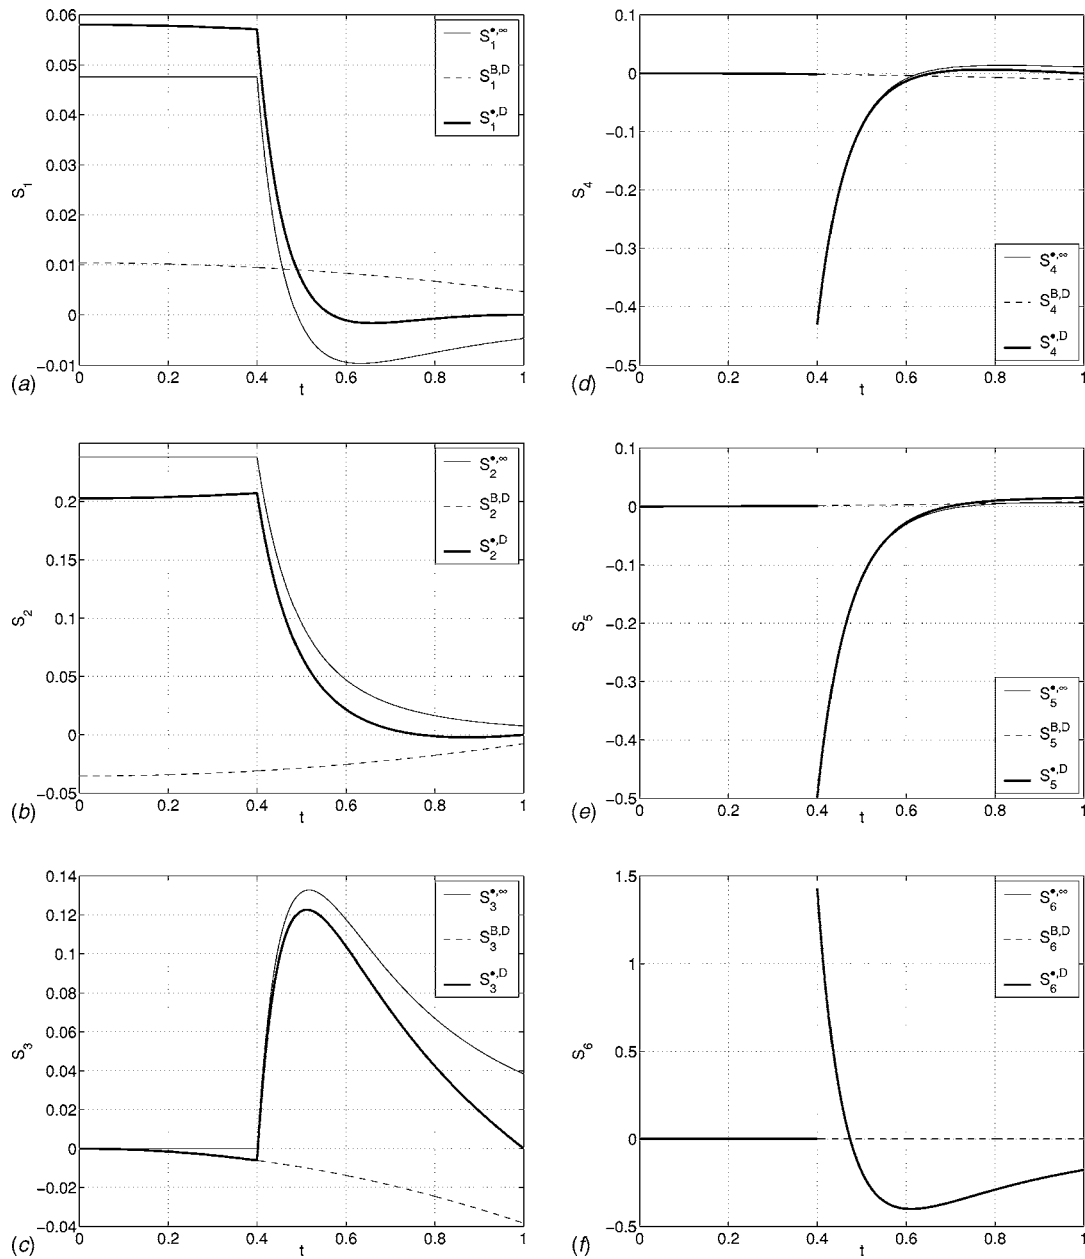 0.06
0.05
0.04
0.03
0.02
0.01
0
−0.01
S₁
0 0.2 0.4 0.6 0.8 1
t
(a)
S₁^{•,∞}
S₁^{B,D}
S₁^{•,D}
0.1
0
−0.1
−0.2
−0.3
−0.4
−0.5
S₄
0 0.2 0.4 0.6 0.8 1
t
(d)
S₄^{•,∞}
S₄^{B,D}
S₄^{•,D}
0.2
0.15
0.1
0.05
0
−0.05
S₂
0 0.2 0.4 0.6 0.8 1
t
(b)
S₂^{•,∞}
S₂^{B,D}
S₂^{•,D}
0.1
0
−0.1
−0.2
−0.3
−0.4
−0.5
S₅
0 0.2 0.4 0.6 0.8 1
t
(e)
S₅^{•,∞}
S₅^{B,D}
S₅^{•,D}
0.14
0.12
0.1
0.08
0.06
0.04
0.02
0
−0.02
−0.04
S₃
0 0.2 0.4 0.6 0.8 1
t
(c)
S₃^{•,∞}
S₃^{B,D}
S₃^{•,D}
1.5
1
0.5
0
−0.5
S₆
0 0.2 0.4 0.6 0.8 1
t
(f)
S₆^{•,∞}
S₆^{B,D}
S₆^{•,D}